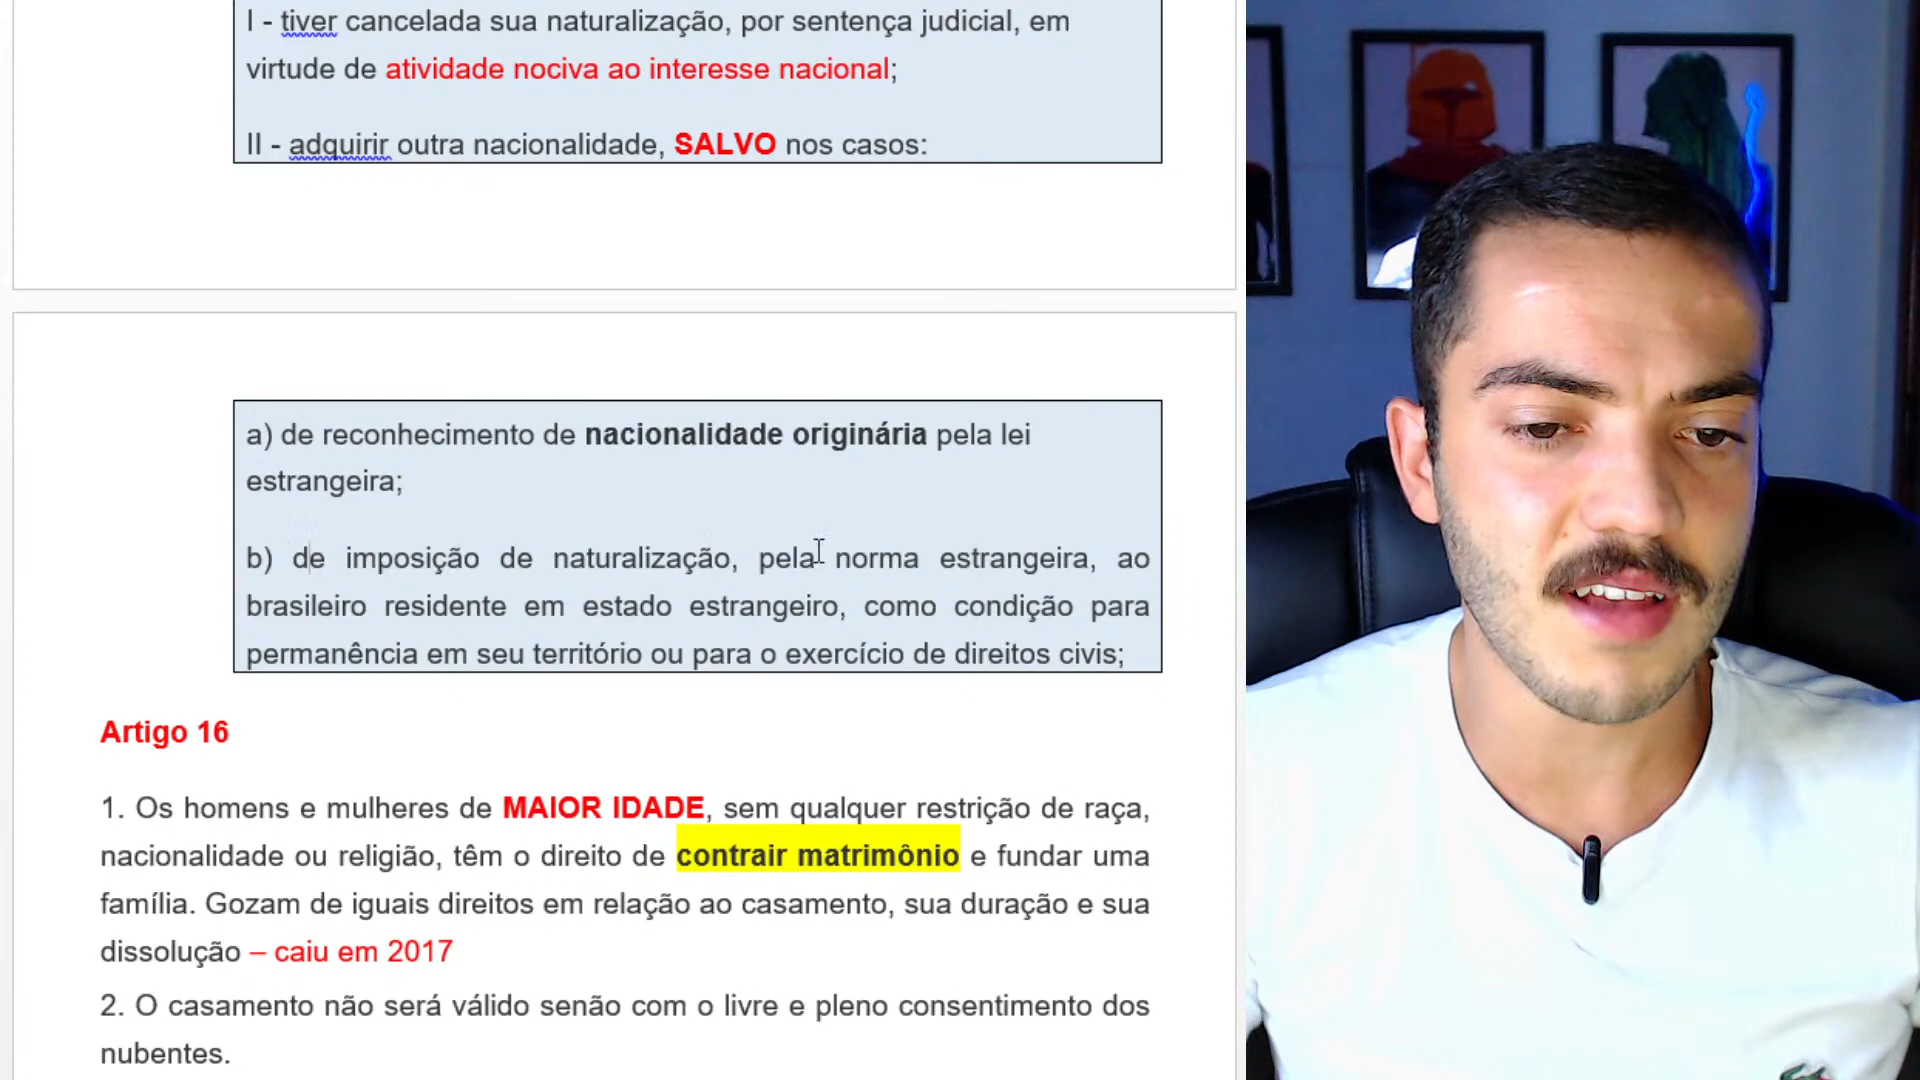 I - tiver cancelada sua naturalização, por sentença judicial, em
virtude de atividade nociva ao interesse nacional;
II - adquirir outra nacionalidade, SALVO nos casos:
a) de reconhecimento de nacionalidade originária pela lei
estrangeira;
b) de imposição de naturalização, pela norma estrangeira, ao
brasileiro residente em estado estrangeiro, como condição para
permanência em seu território ou para o exercício de direitos civis;
Artigo 16
1. Os homens e mulheres de MAIOR IDADE, sem qualquer restrição de raça,
nacionalidade ou religião, têm o direito de contrair matrimônio e fundar uma
família. Gozam de iguais direitos em relação ao casamento, sua duração e sua
dissolução – caiu em 2017
2. O casamento não será válido senão com o livre e pleno consentimento dos
nubentes.